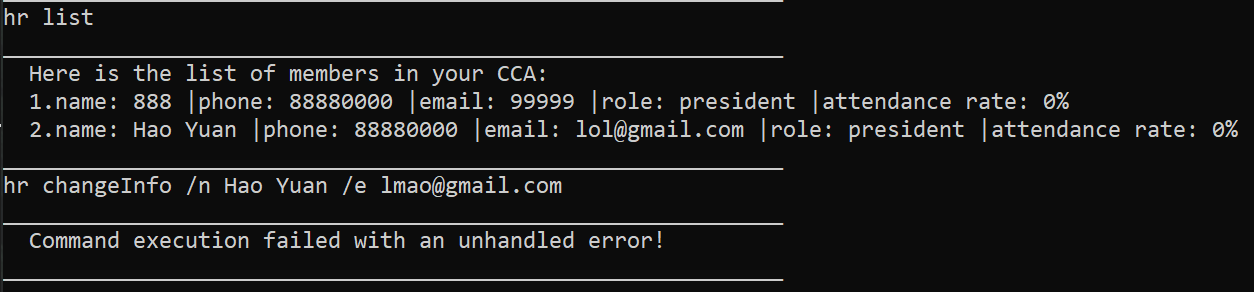 hr list
Here is the list of members in your CCA:
1.name: 888 |phone: 88880000 |email: 99999 |role: president |attendance rate: 0%
2.name: Hao Yuan |phone: 88880000 |email: lol@gmail.com |role: president |attendance rate: 0%
hr changeInfo /n Hao Yuan /e lmao@gmail.com
Command execution failed with an unhandled error!